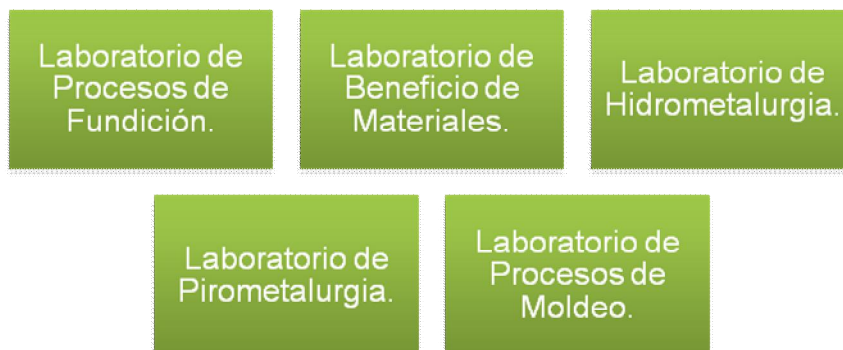 Laboratorio de
Procesos de
Fundición.
Laboratorio de
Beneficio de
Materiales.
Laboratorio de
Hidrometalurgia.
Laboratorio de
Pirometalurgia.
Laboratorio de
Procesos de
Moldeo.